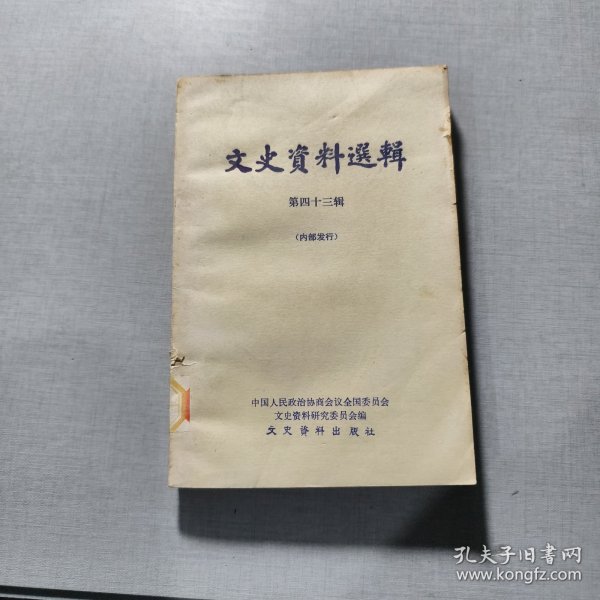 文史資料選輯
第四十三辑
（内部发行）
中国人民政治协商会议全国委员会
文史资料研究委员会编
文史资料出版社
孔夫子旧书网
www.kongfz.com